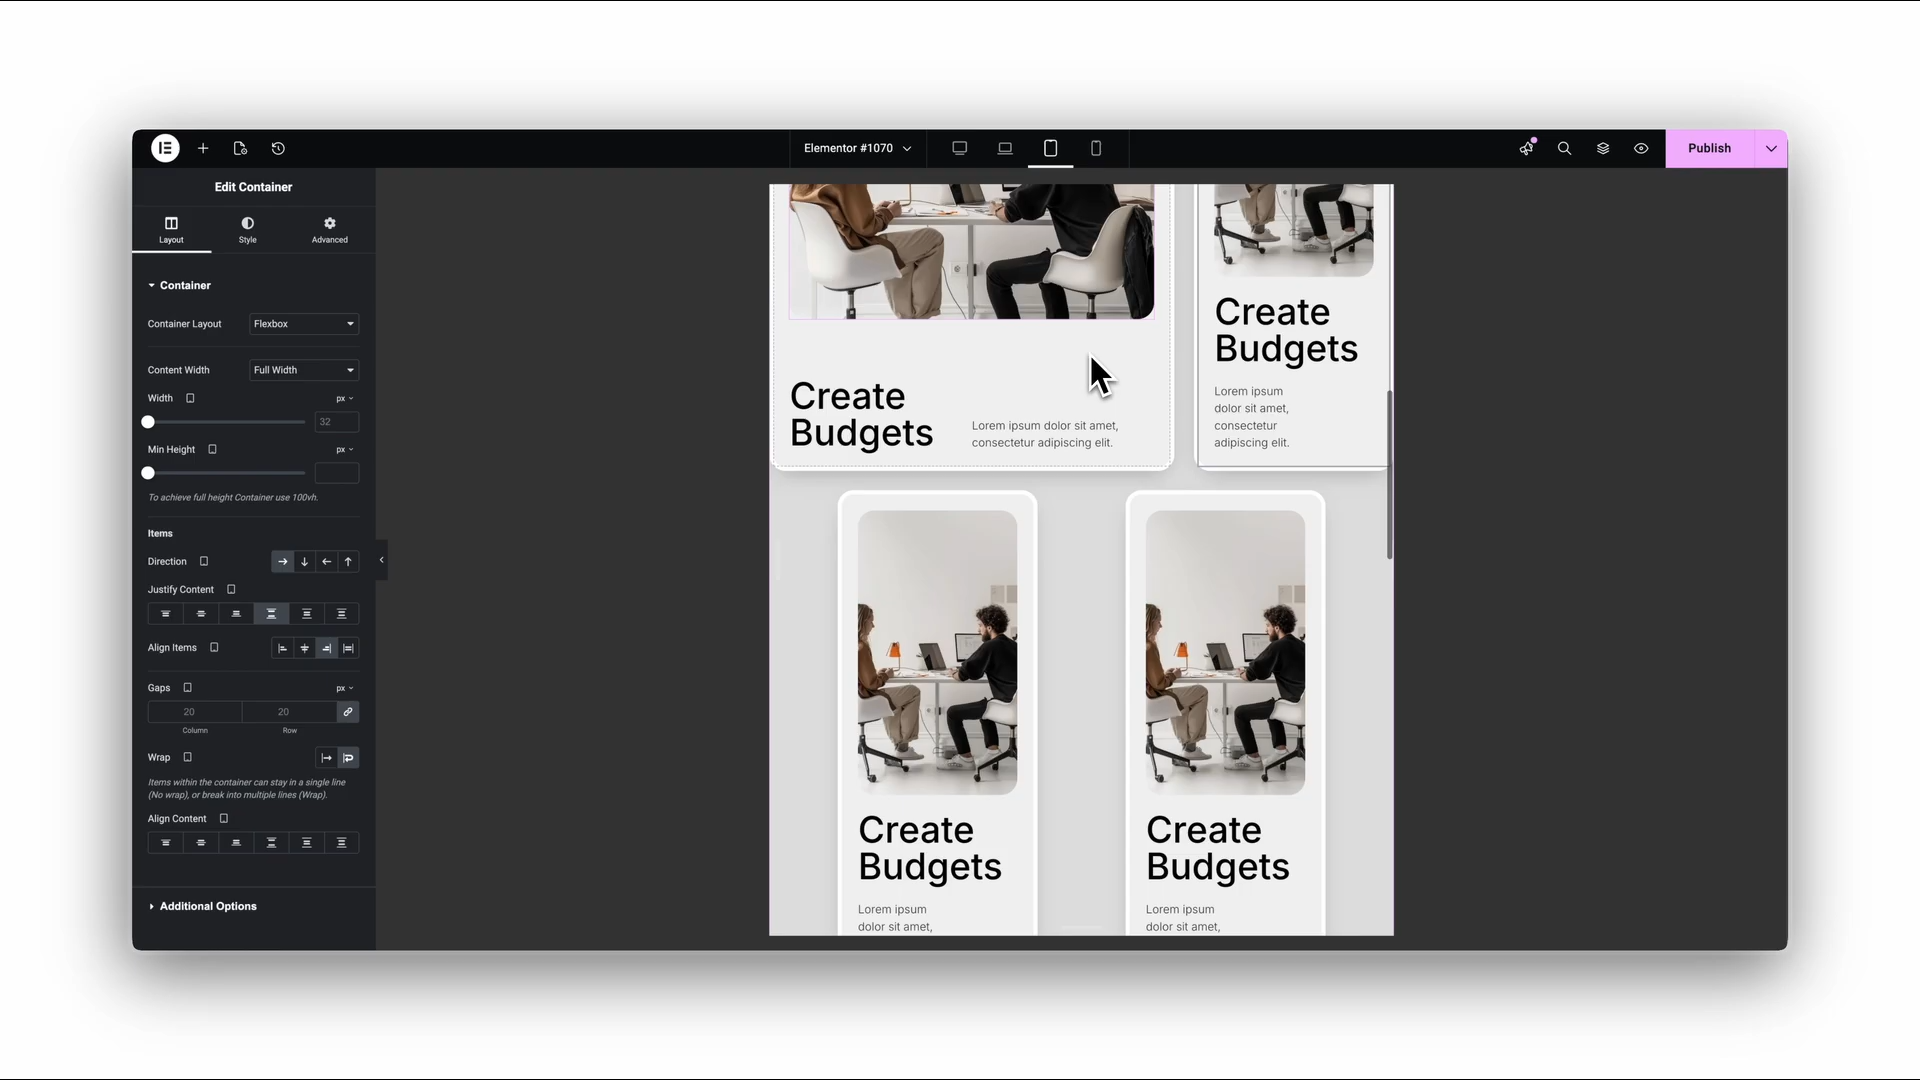 Elementor #1070
Publish
Edit Container
Layout
Style
Advanced
Container
Container Layout
Flexbox
Content Width
Full Width
Width
px
32
Min Height
px
To achieve full height Container use 100vh.
Items
Direction
Justify Content
Align Items
Gaps
px
20
20
Column
Row
Wrap
Items within the container can stay in a single line
(No wrap), or break into multiple lines (Wrap).
Align Content
Additional Options
Create
Budgets
Lorem ipsum dolor sit amet,
consectetur adipiscing elit.
Create
Budgets
Lorem ipsum
dolor sit amet,
consectetur
adipiscing elit.
Create
Budgets
Lorem ipsum
dolor sit amet,
Create
Budgets
Lorem ipsum
dolor sit amet,